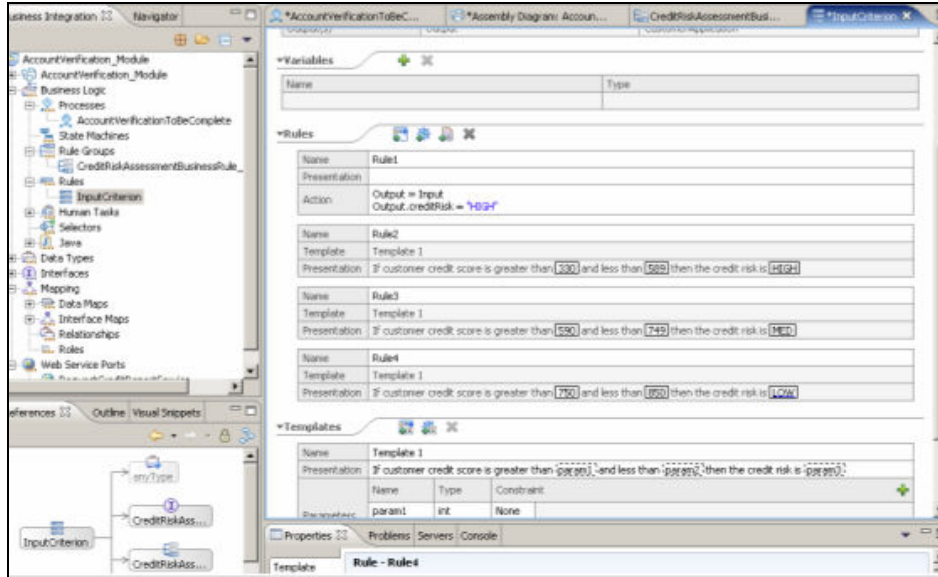 usiness Integration
Navigator
*AccountVerificationToBeC...
*Assembly Diagram: Accoun...
CreditRiskAssessmentBusi...
*InputCriterion
AccountVerification_Module
AccountVerification_Module
Business Logic
Processes
AccountVerificationToBeComplete
State Machines
Rule Groups
CreditRiskAssessmentBusinessRule_
Rules
InputCriterion
Human Tasks
Selectors
Java
Data Types
Interfaces
Mapping
Data Maps
Interface Maps
Relationships
Roles
Web Service Ports
RequestCreditReportService
Output(s) Output CustomerApplication
Variables
Name Type
Rules
Name Rule1
Presentation
Action Output = Input
Output.creditRisk = "HIGH"
Name Rule2
Template Template 1
Presentation If customer credit score is greater than 330 and less than 589 then the credit risk is HIGH
Name Rule3
Template Template 1
Presentation If customer credit score is greater than 590 and less than 749 then the credit risk is MED
Name Rule4
Template Template 1
Presentation If customer credit score is greater than 750 and less than 850 then the credit risk is LOW
Templates
Name Template 1
Presentation If customer credit score is greater than param1 and less than param2 then the credit risk is param3
Name Type Constraint
Parameters param1 int None
eferences
Outline
Visual Snippets
anyType
CreditRiskAss...
InputCriterion
CreditRiskAss...
Properties
Problems
Servers
Console
Template
Rule - Rule4